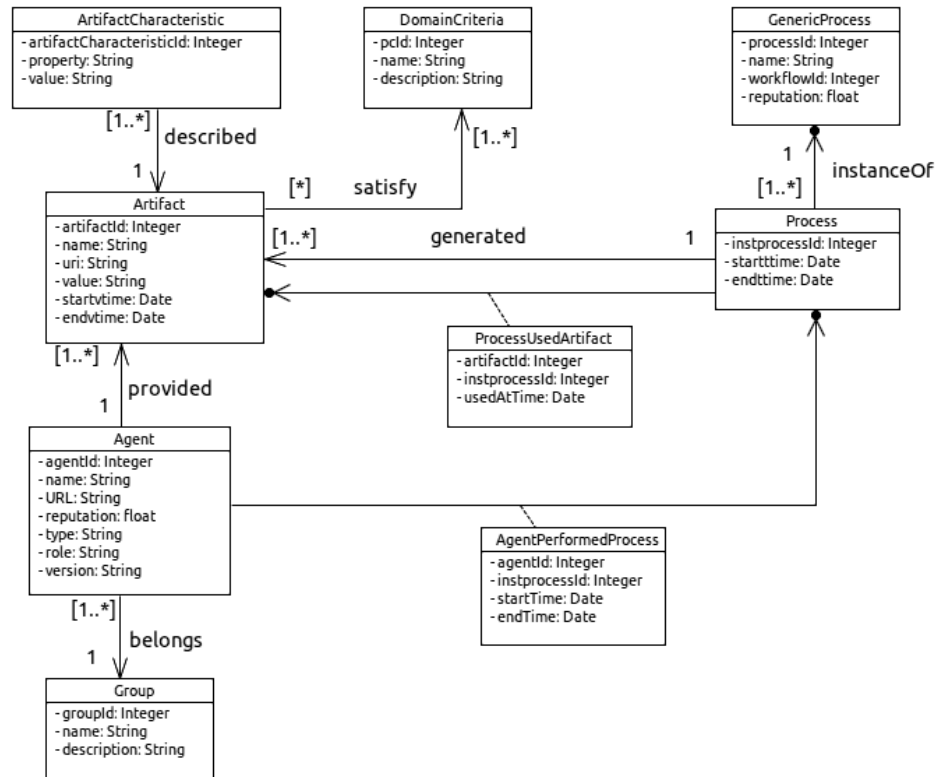 ArtifactCharacteristic
- artifactCharacteristicId: Integer
- property: String
- value: String
DomainCriteria
- pcId: Integer
- name: String
- description: String
GenericProcess
- processId: Integer
- name: String
- workflowId: Integer
- reputation: float
[1..*]
described
1
[1..*]
[*]
satisfy
1
instanceOf
[1..*]
Artifact
- artifactId: Integer
- name: String
- uri: String
- value: String
- startvtime: Date
- endvtime: Date
[1..*]
generated
1
Process
- instprocessId: Integer
- startttime: Date
- endttime: Date
ProcessUsedArtifact
- artifactId: Integer
- instprocessId: Integer
- usedAtTime: Date
[1..*]
provided
1
Agent
- agentId: Integer
- name: String
- URL: String
- reputation: float
- type: String
- role: String
- version: String
AgentPerformedProcess
- agentId: Integer
- instprocessId: Integer
- startTime: Date
- endTime: Date
[1..*]
belongs
1
Group
- groupId: Integer
- name: String
- description: String